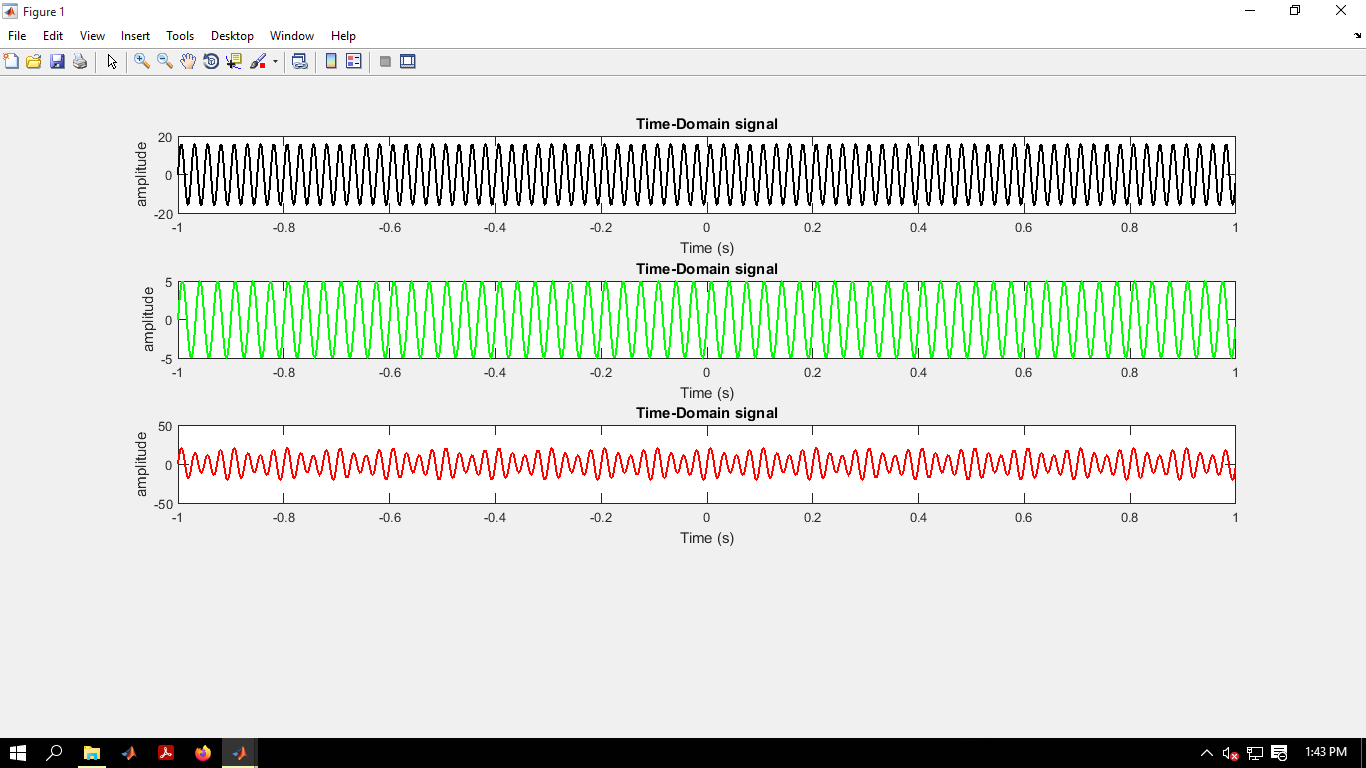 Figure 1
File Edit View Insert Tools Desktop Window Help
Time-Domain signal
20
0
-20
amplitude
-1 -0.8 -0.6 -0.4 -0.2 0 0.2 0.4 0.6 0.8 1
Time (s)
Time-Domain signal
5
0
-5
amplitude
-1 -0.8 -0.6 -0.4 -0.2 0 0.2 0.4 0.6 0.8 1
Time (s)
Time-Domain signal
50
0
-50
amplitude
-1 -0.8 -0.6 -0.4 -0.2 0 0.2 0.4 0.6 0.8 1
Time (s)
1:43 PM